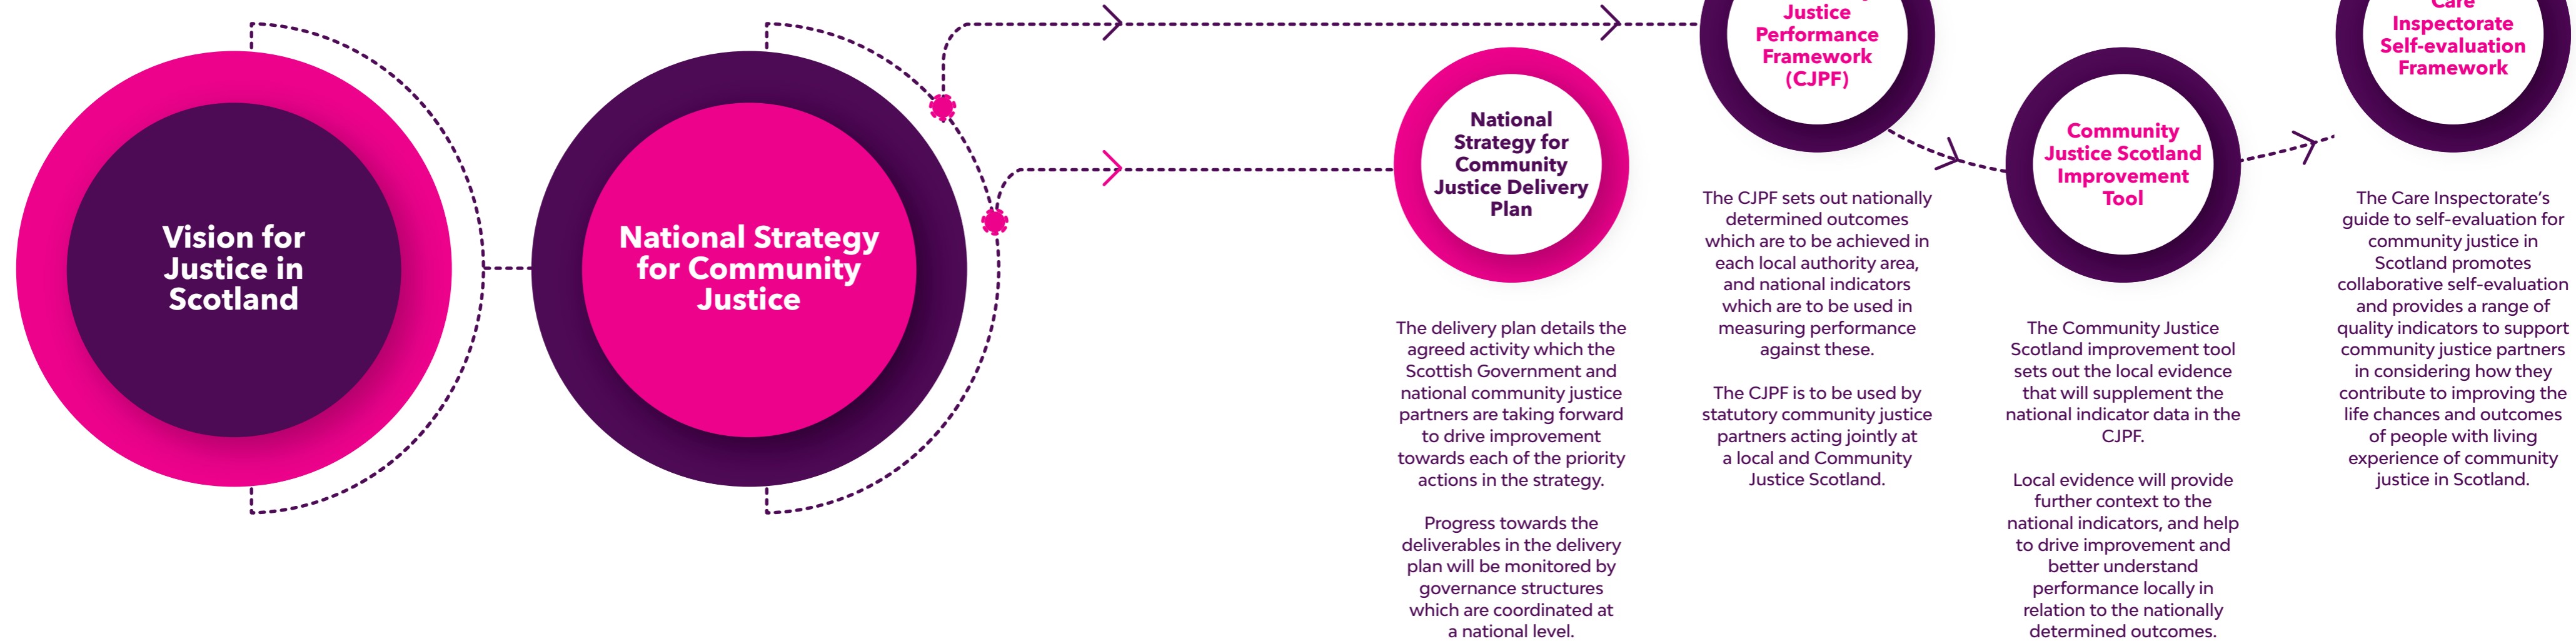 Vision for
Justice in
Scotland
National Strategy
for Community
Justice
National
Strategy for
Community
Justice Delivery
Plan
The delivery plan details the
agreed activity which the
Scottish Government and
national community justice
partners are taking forward
to drive improvement
towards each of the priority
actions in the strategy.
Progress towards the
deliverables in the delivery
plan will be monitored by
governance structures
which are coordinated at
a national level.
Justice
Performance
Framework
(CJPF)
The CJPF sets out nationally
determined outcomes
which are to be achieved in
each local authority area,
and national indicators
which are to be used in
measuring performance
against these.
The CJPF is to be used by
statutory community justice
partners acting jointly at
a local and Community
Justice Scotland.
Community
Justice Scotland
Improvement
Tool
The Community Justice
Scotland improvement tool
sets out the local evidence
that will supplement the
national indicator data in the
CJPF.
Local evidence will provide
further context to the
national indicators, and help
to drive improvement and
better understand
performance locally in
relation to the nationally
determined outcomes.
Care
Inspectorate
Self-evaluation
Framework
The Care Inspectorate’s
guide to self-evaluation for
community justice in
Scotland promotes
collaborative self-evaluation
and provides a range of
quality indicators to support
community justice partners
in considering how they
contribute to improving the
life chances and outcomes
of people with living
experience of community
justice in Scotland.